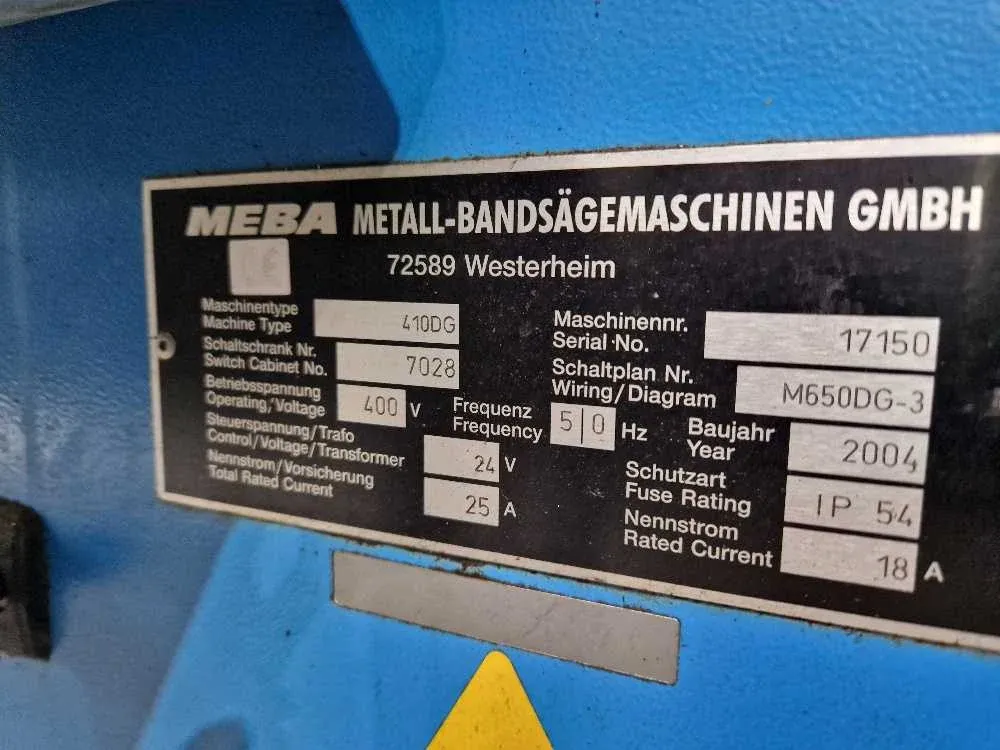 MEBA METALL-BANDSÄGEMASCHINEN GMBH
C€
72589 Westerheim
Maschinentype
Machine Type 410DG
Schaltschrank Nr.
Switch Cabinet No. 7028
Betriebsspannung
Operating/Voltage 400 V
Frequenz
Frequency 50 Hz
Steuerspannung/Trafo
Control/Voltage/Transformer 24 V
Nennstrom/Vorsicherung
Total Rated Current 25 A
Maschinennr.
Serial-No. 17150
Schaltplan Nr.
Wiring/Diagram M650DG-3
Baujahr
Year 2004
Schutzart
Fuse Rating IP 54
Nennstrom
Rated Current 18 A